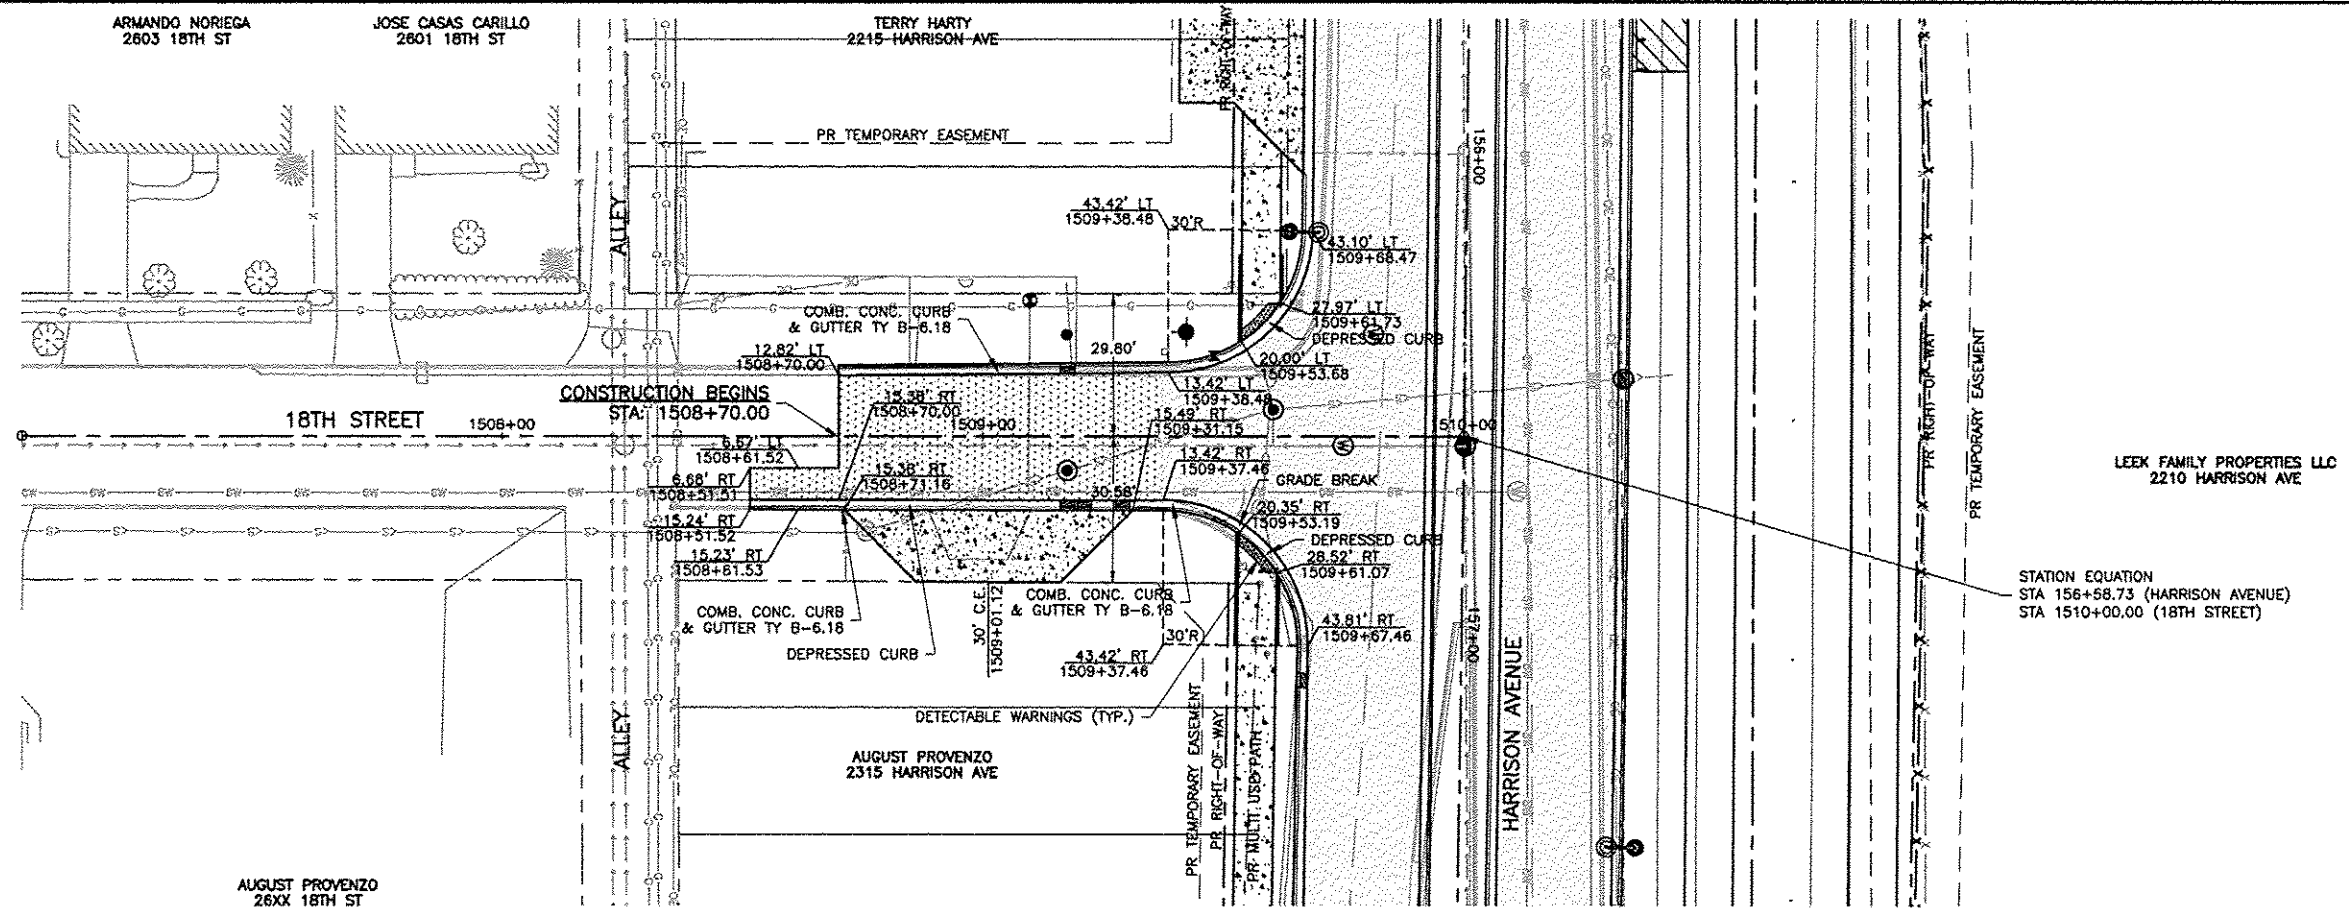 ARMANDO NORIEGA
2603 18TH ST
JOSE CASAS CARILLO
2601 18TH ST
TERRY HARTY
2215 HARRISON AVE
PR RIGHT-OF-WAY
PR TEMPORARY EASEMENT
156+00
ALLEY
43.42' LT
1509+38.48
30'R
43.10' LT
1509+68.47
COMB. CONC. CURB
& GUTTER TY B-6.18
27.97' LT
1509+61.73
DEPRESSED CURB
29.80'
12.82' LT
1508+70.00
20.00' LT
1509+53.68
CONSTRUCTION BEGINS
STA. 1508+70.00
15.38' RT
1508+70.00
13.42' LT
1509+38.48
15.49' RT
1509+31.15
18TH STREET
1508+00
1509+00
1510+00
6.67' LT
1508+61.52
6.68' RT
1508+51.51
15.38' RT
1508+71.16
13.42' RT
1509+37.46
GRADE BREAK
30.58'
20.35' RT
1509+53.19
DEPRESSED CURB
15.24' RT
1508+51.52
15.23' RT
1508+61.53
28.52' RT
1509+61.07
PR RIGHT-OF-WAY
PR TEMPORARY EASEMENT
LEEK FAMILY PROPERTIES LLC
2210 HARRISON AVE
STATION EQUATION
STA 156+58.73 (HARRISON AVENUE)
STA 1510+00.00 (18TH STREET)
COMB. CONC. CURB
& GUTTER TY B-6.18
DEPRESSED CURB
30' C.E.
1509+01.12
COMB. CONC. CURB
& GUTTER TY B-6.18
30'R
43.81' RT
1509+67.46
43.42' RT
1509+37.46
157+00
HARRISON AVENUE
DETECTABLE WARNINGS (TYP.)
ALLEY
AUGUST PROVENZO
2315 HARRISON AVE
PR TEMPORARY EASEMENT
PR RIGHT-OF-WAY
PR MULTI USE PATH
AUGUST PROVENZO
26XX 18TH ST